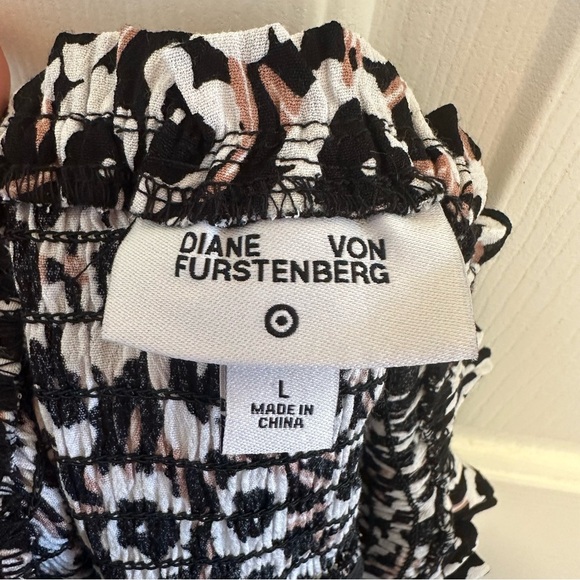 DIANE VON
FURSTENBERG
L
MADE IN
CHINA